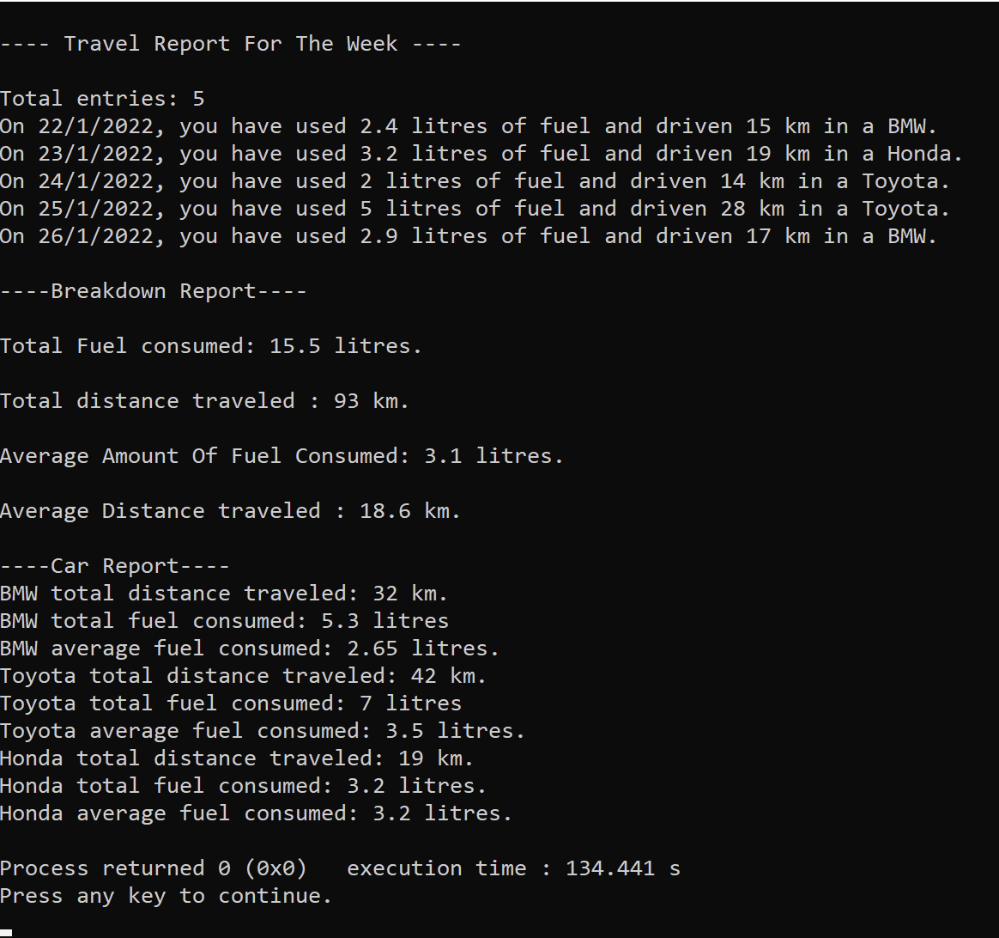 ---- Travel Report For The Week ----
Total entries: 5
On 22/1/2022, you have used 2.4 litres of fuel and driven 15 km in a BMW.
On 23/1/2022, you have used 3.2 litres of fuel and driven 19 km in a Honda.
On 24/1/2022, you have used 2 litres of fuel and driven 14 km in a Toyota.
On 25/1/2022, you have used 5 litres of fuel and driven 28 km in a Toyota.
On 26/1/2022, you have used 2.9 litres of fuel and driven 17 km in a BMW.
----Breakdown Report----
Total Fuel consumed: 15.5 litres.
Total distance traveled : 93 km.
Average Amount Of Fuel Consumed: 3.1 litres.
Average Distance traveled : 18.6 km.
----Car Report----
BMW total distance traveled: 32 km.
BMW total fuel consumed: 5.3 litres
BMW average fuel consumed: 2.65 litres.
Toyota total distance traveled: 42 km.
Toyota total fuel consumed: 7 litres
Toyota average fuel consumed: 3.5 litres.
Honda total distance traveled: 19 km.
Honda total fuel consumed: 3.2 litres.
Honda average fuel consumed: 3.2 litres.
Process returned 0 (0x0)   execution time : 134.441 s
Press any key to continue.